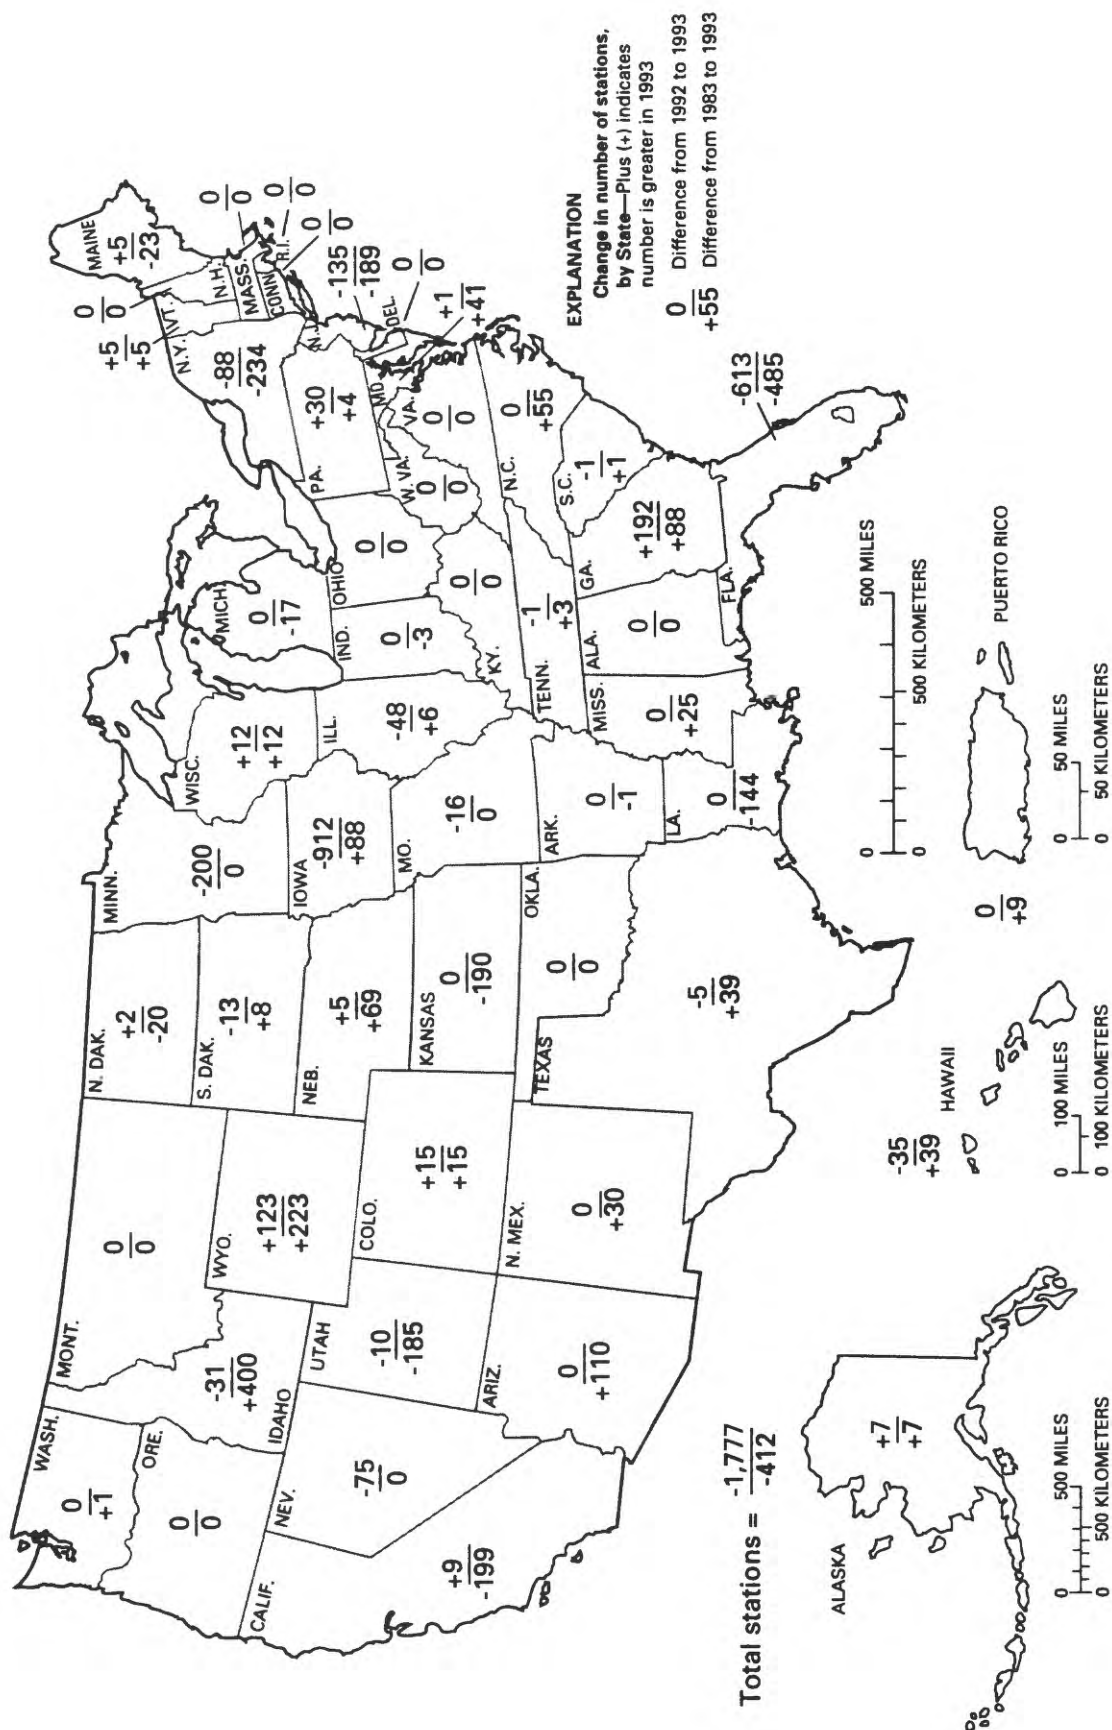 WASH.
0
+1
ORE.
0
0
CALIF.
+9
-199
NEV.
-75
0
IDAHO
-31
+400
MONT.
0
0
WYO.
+123
+223
UTAH
-10
-185
ARIZ.
0
+110
COLO.
+15
+15
N. MEX.
0
+30
N. DAK.
+2
-20
S. DAK.
-13
+8
NEB.
+5
+69
KANSAS
0
-190
OKLA.
0
0
TEXAS
-5
+39
MINN.
-200
0
IOWA
-912
+88
MO.
-16
0
ARK.
0
-1
LA.
0
-144
WISC.
+12
+12
ILL.
-48
+6
MICH.
0
-17
IND.
0
-3
OHIO
0
0
KY.
0
0
TENN.
-1
+3
MISS.
0
+25
ALA.
0
0
GA.
+192
+88
FLA.
-613
-485
S.C.
-1
+1
N.C.
0
+55
VA.
0
0
W. VA.
0
0
MD.
+1
+41
DEL.
0
0
PA.
+30
+4
N.J.
-135
-189
N.Y.
-88
-234
VT.
+5
+5
N.H.
0
0
MAINE
+5
-23
MASS.
0
0
R.I.
0
0
CONN.
0
0
EXPLANATION
Change in number of stations,
by State—Plus (+) indicates
number is greater in 1993
0 Difference from 1992 to 1993
+55 Difference from 1983 to 1993
Total stations = -1,777
-412
ALASKA
+7
+7
0 500 MILES
0 500 KILOMETERS
HAWAII
-35
+39
0 100 MILES
0 100 KILOMETERS
0
+9
PUERTO RICO
0 50 MILES
0 50 KILOMETERS
0 500 MILES
0 500 KILOMETERS